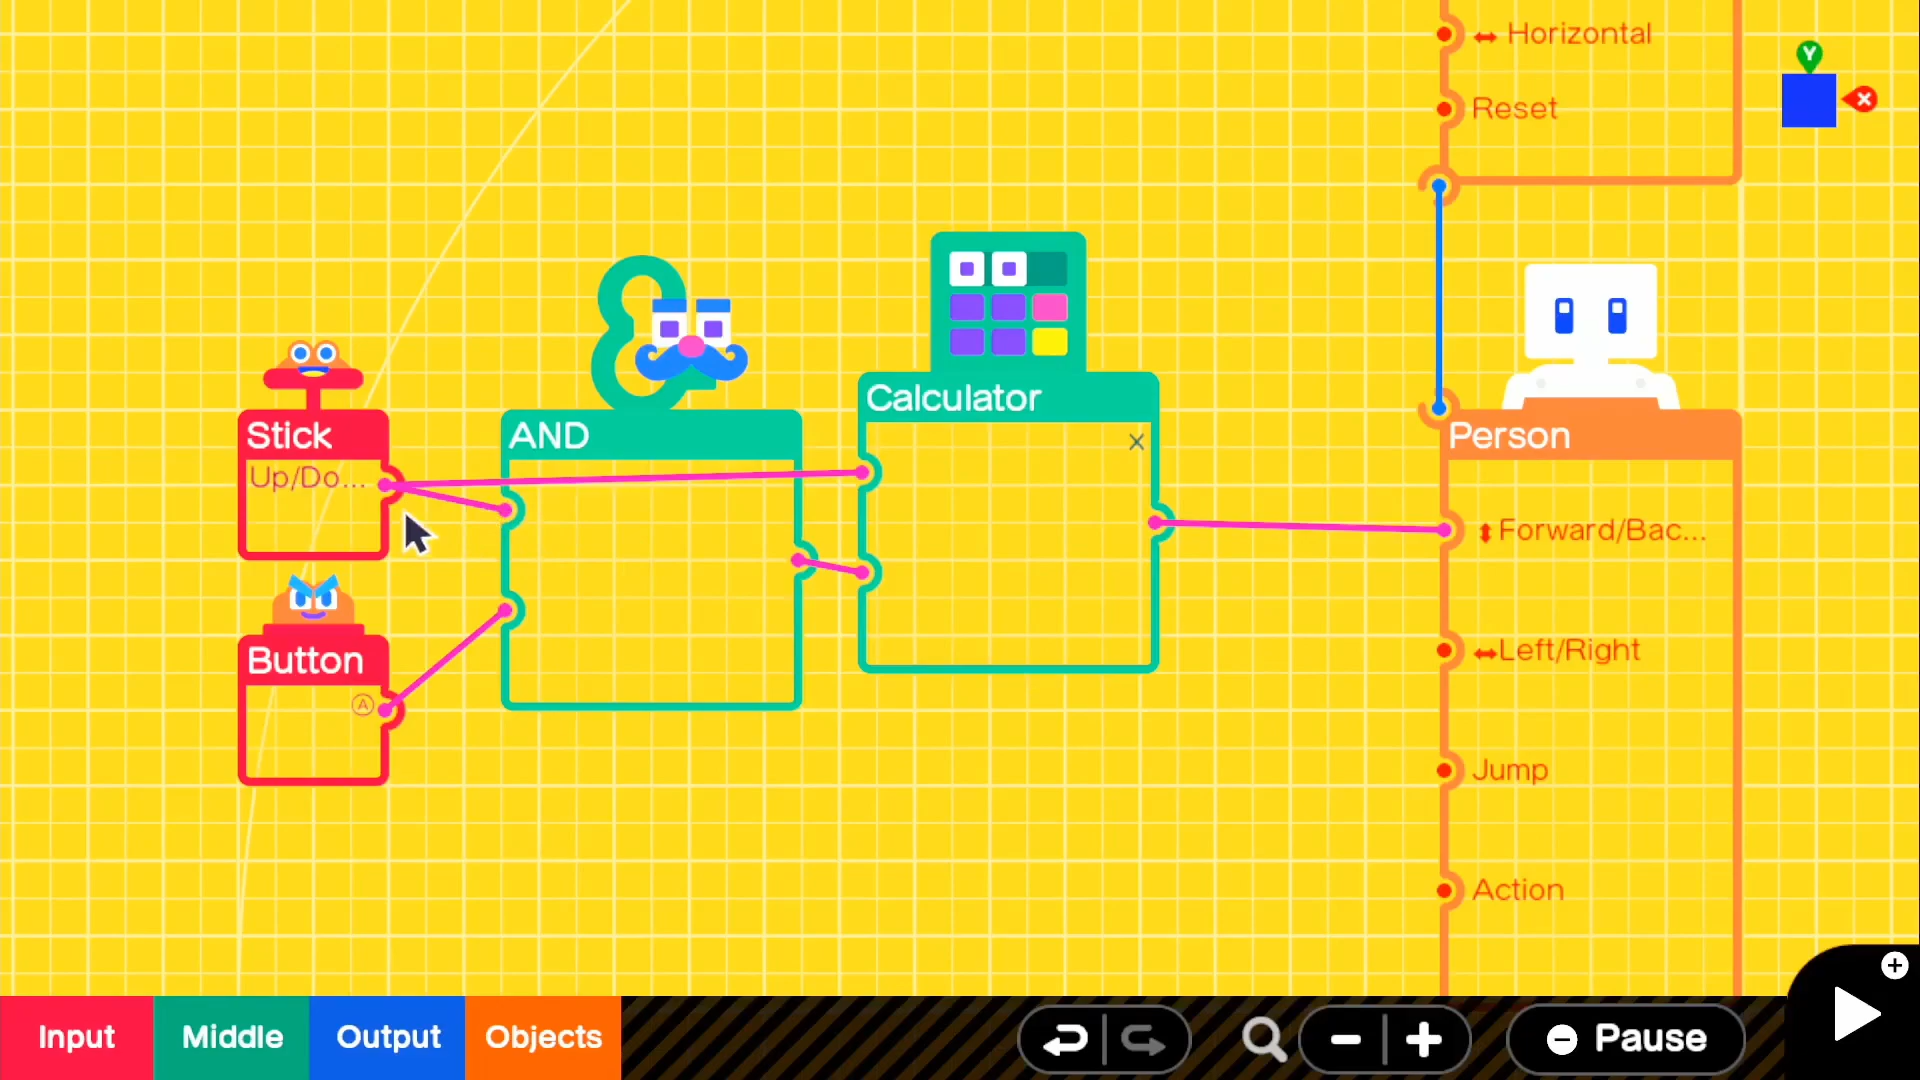 Horizontal
Y
X
Reset
Calculator
×
Stick
AND
Person
Up/Do...
Forward/Bac...
Button
Left/Right
A
Jump
Action
Input
Middle
Output
Objects
Pause